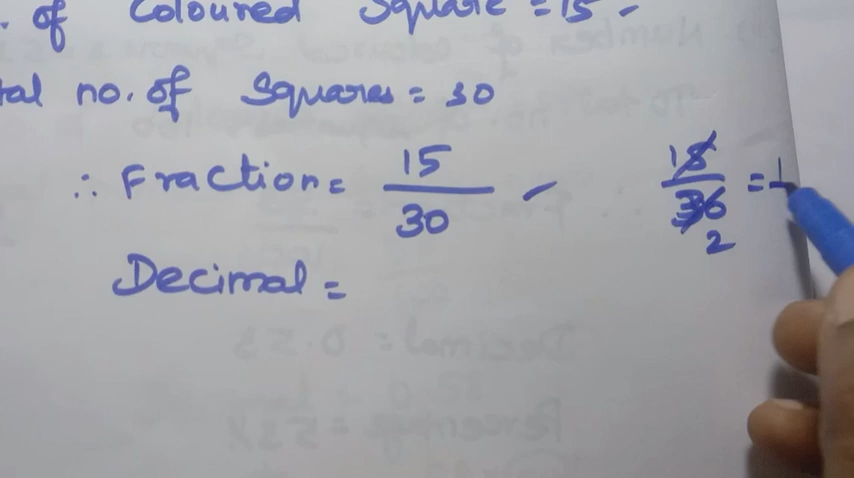 of Coloured Square = 15
no. of Squares = 30
∴ Fraction = 15/30 15/30 = 1
2
Decimal =